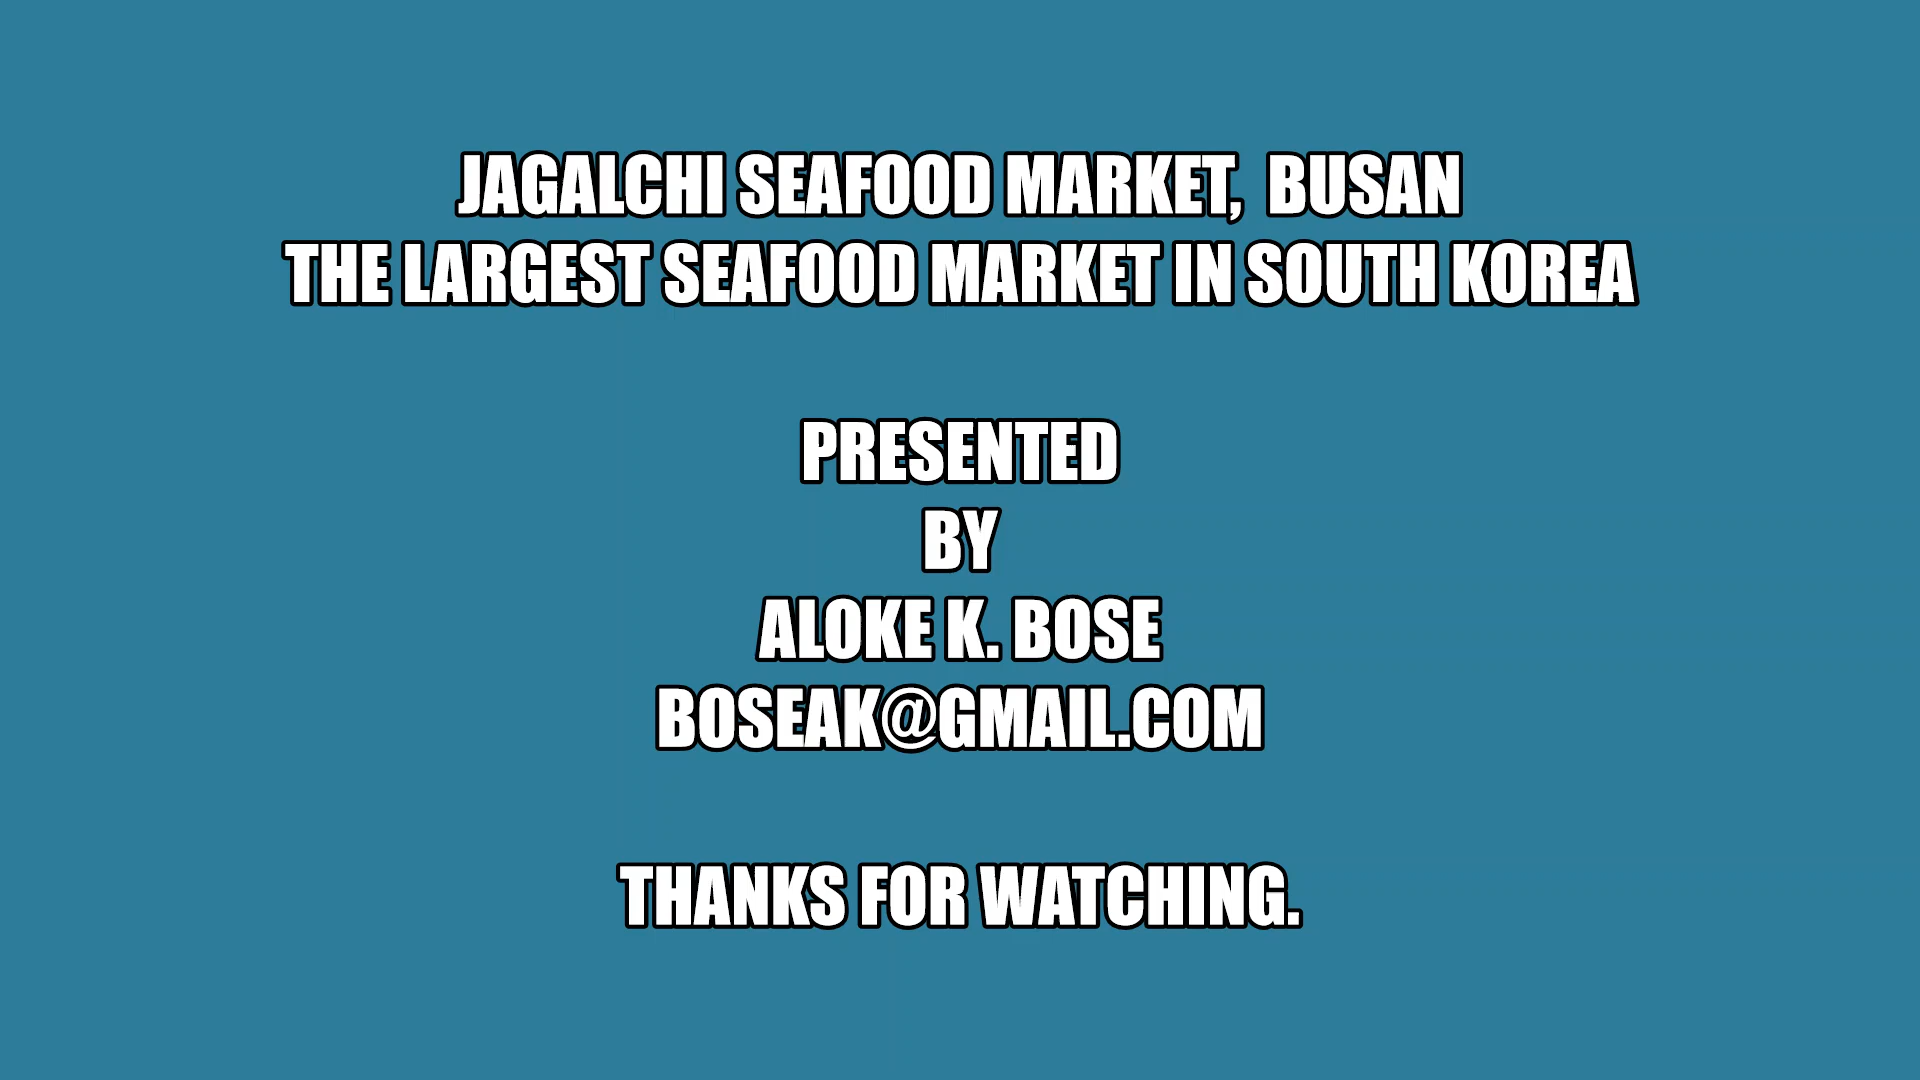 JAGALCHI SEAFOOD MARKET,  BUSAN
THE LARGEST SEAFOOD MARKET IN SOUTH KOREA
PRESENTED
BY
ALOKE K. BOSE
BOSEAK@GMAIL.COM
THANKS FOR WATCHING.